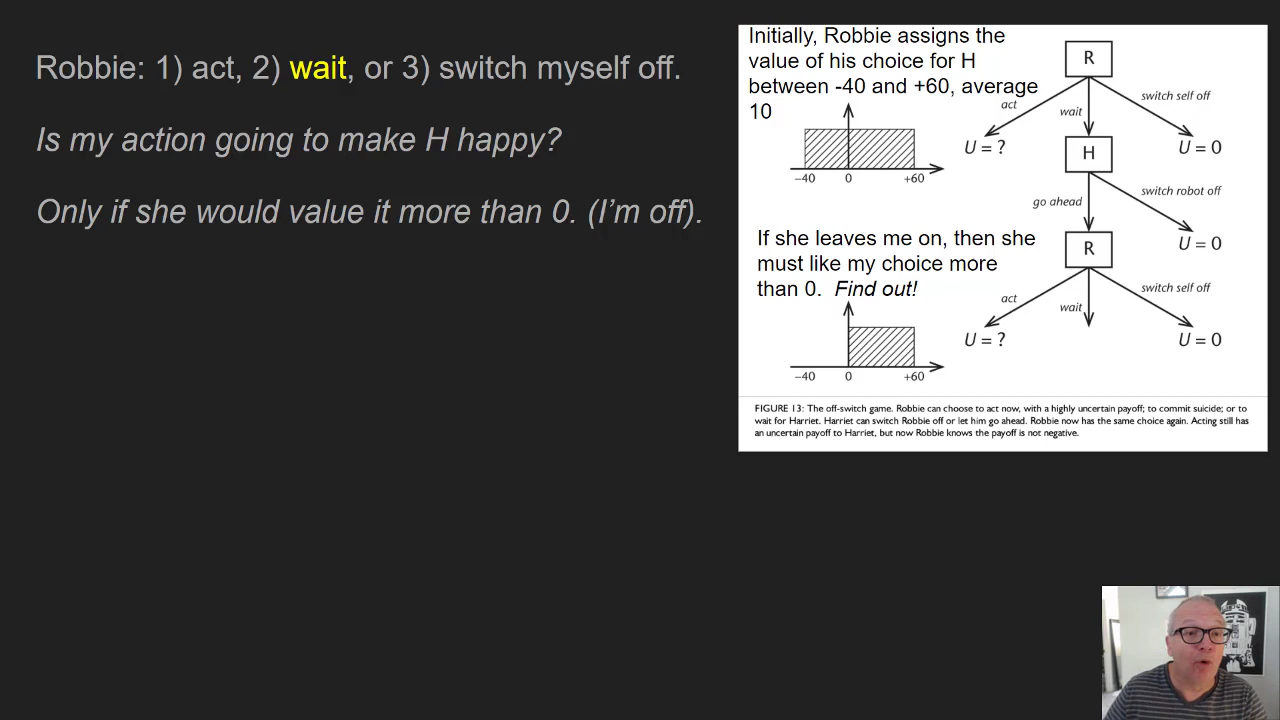 Robbie: 1) act, 2) wait, or 3) switch myself off.
Is my action going to make H happy?
Only if she would value it more than 0. (I’m off).
Initially, Robbie assigns the
value of his choice for H
between -40 and +60, average
10
R
act
wait
switch self off
U = ?
H
U = 0
–40
0
+60
go ahead
switch robot off
U = 0
If she leaves me on, then she
must like my choice more
than 0. Find out!
R
act
wait
switch self off
U = ?
U = 0
–40
0
+60
FIGURE 13: The off-switch game. Robbie can choose to act now, with a highly uncertain payoff; to commit suicide; or to
wait for Harriet. Harriet can switch Robbie off or let him go ahead. Robbie now has the same choice again. Acting still has
an uncertain payoff to Harriet, but now Robbie knows the payoff is not negative.